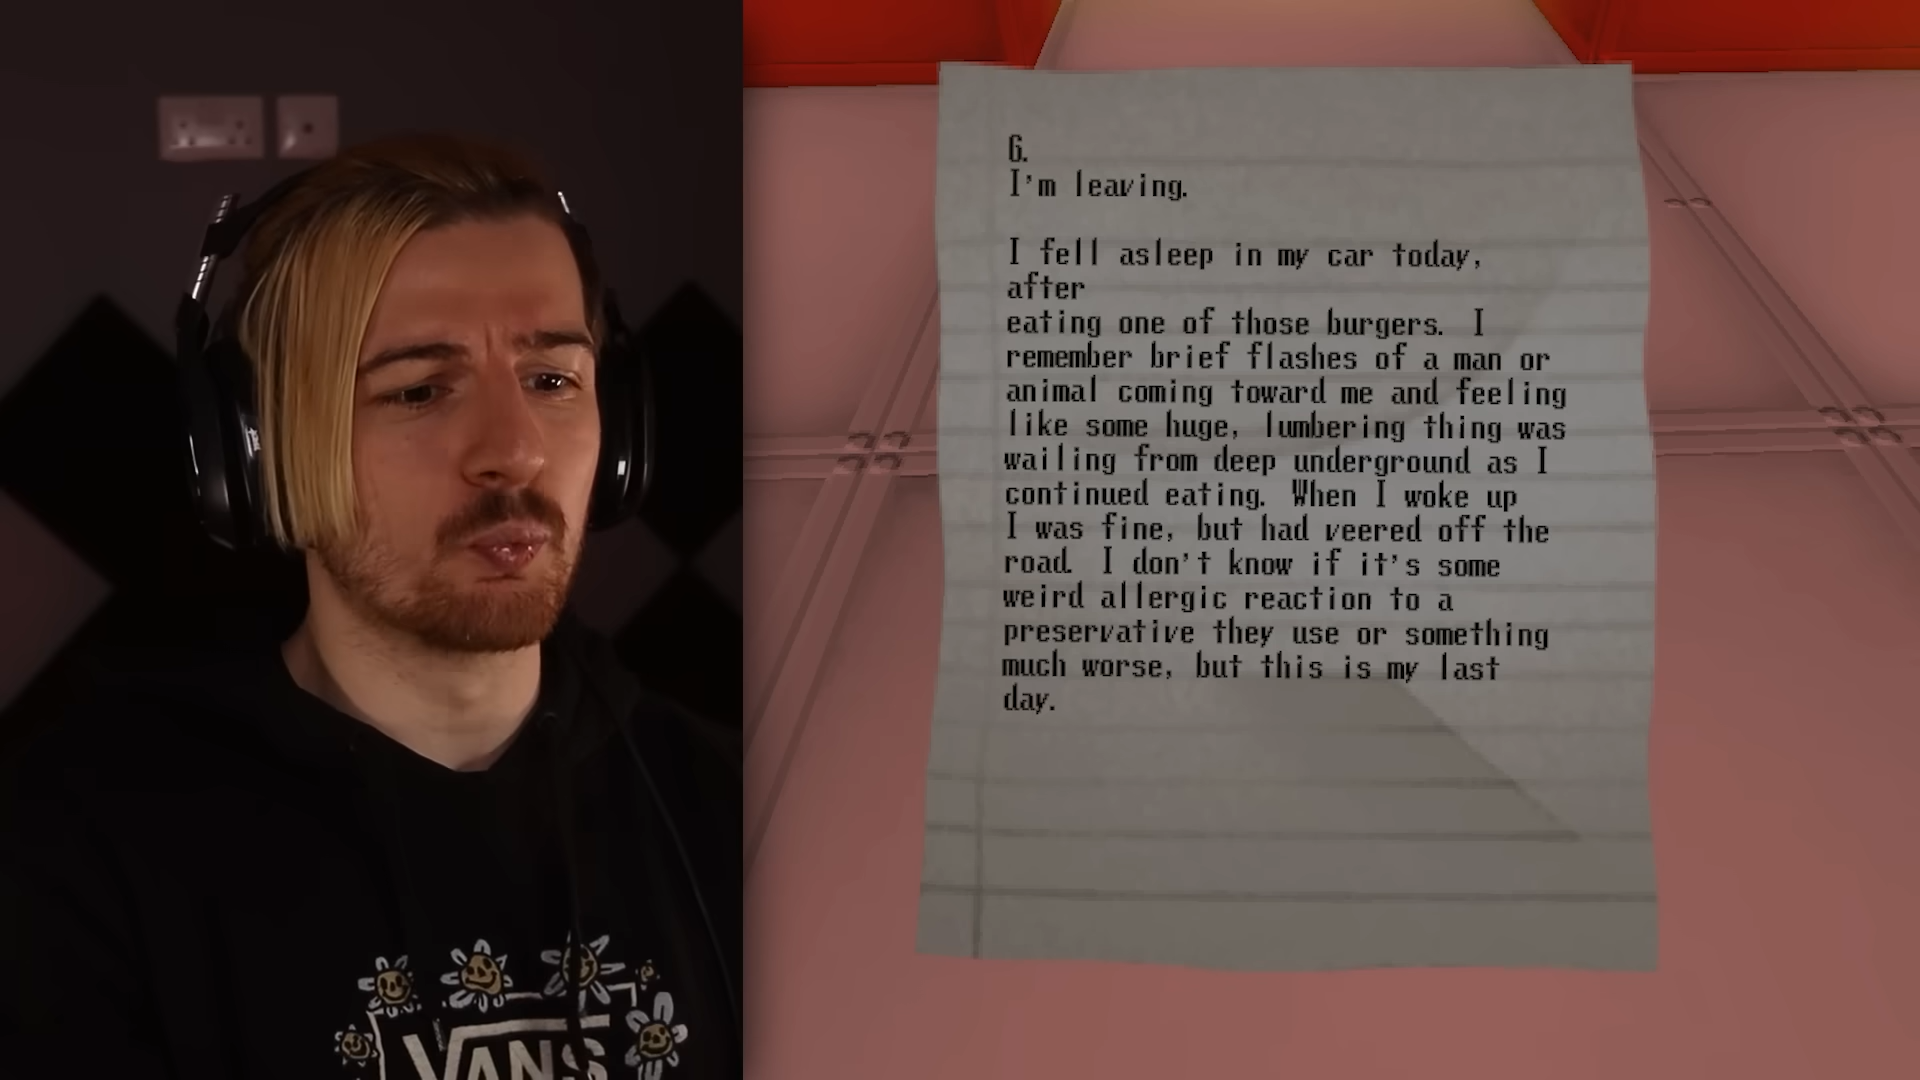 6.
I'm leaving.
I fell asleep in my car today,
after
eating one of those burgers. I
remember brief flashes of a man or
animal coming toward me and feeling
like some huge, lumbering thing was
wailing from deep underground as I
continued eating. When I woke up
I was fine, but had veered off the
road. I don't know if it's some
weird allergic reaction to a
preservative they use or something
much worse, but this is my last
day.
VANS